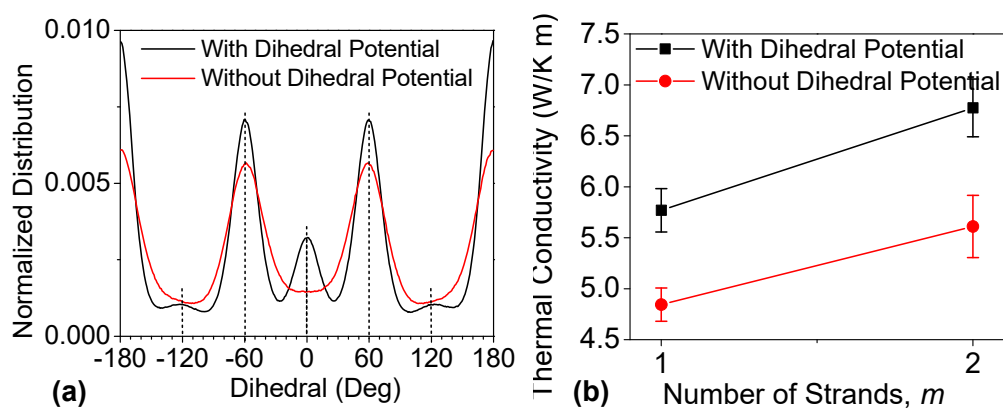 0.010
0.005
0.000
Normalized Distribution
With Dihedral Potential
Without Dihedral Potential
-180 -120 -60 0 60 120 180
Dihedral (Deg)
(a)
7.5
7.0
6.5
6.0
5.5
5.0
4.5
Thermal Conductivity (W/K m)
With Dihedral Potential
Without Dihedral Potential
1 2
Number of Strands, m
(b)